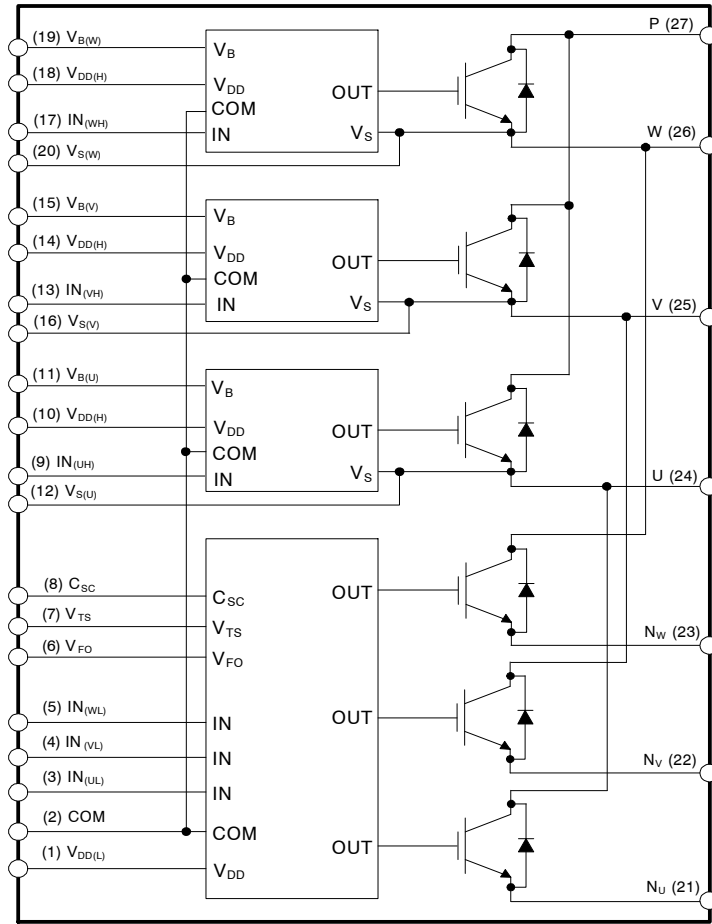 P (27)
(19) VB(W)
VB
(18) VDD(H)
VDD
OUT
COM
(17) IN(WH)
IN
VS
W (26)
(20) VS(W)
(15) VB(V)
VB
(14) VDD(H)
VDD
OUT
COM
(13) IN(VH)
IN
VS
V (25)
(16) VS(V)
(11) VB(U)
VB
(10) VDD(H)
VDD
OUT
COM
(9) IN(UH)
IN
VS
U (24)
(12) VS(U)
(8) CSC
CSC
OUT
(7) VTS
VTS
(6) VFO
VFO
NW (23)
(5) IN(WL)
IN
OUT
(4) IN(VL)
IN
NV (22)
(3) IN(UL)
IN
(2) COM
COM
OUT
(1) VDD(L)
VDD
NU (21)